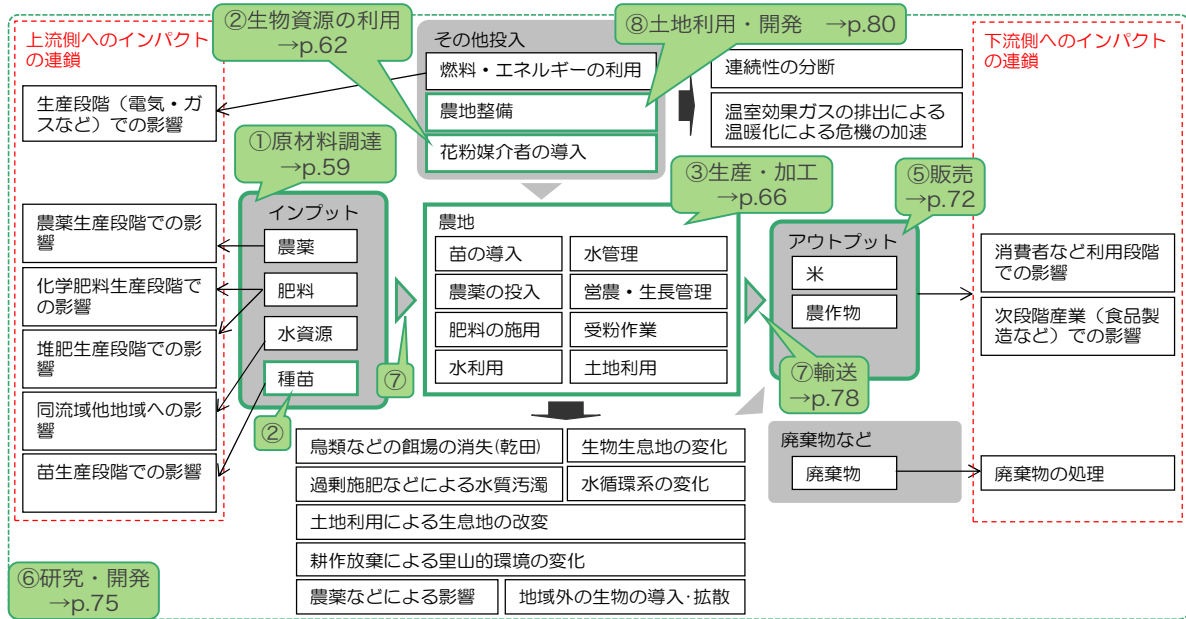 ②生物資源の利用
→p.62
⑧土地利用・開発　→p.80
上流側へのインパクト
の連鎖
下流側へのインパクト
の連鎖
その他投入
燃料・エネルギーの利用
農地整備
花粉媒介者の導入
連続性の分断
温室効果ガスの排出による
温暖化による危機の加速
生産段階（電気・ガ
スなど）での影響
①原材料調達
→p.59
③生産・加工
→p.66
⑤販売
→p.72
農薬生産段階での影
響
化学肥料生産段階で
の影響
堆肥生産段階での影
響
同流域他地域への影
響
苗生産段階での影響
インプット
農薬
肥料
水資源
種苗
②
⑦
農地
苗の導入
水管理
農薬の投入
営農・生長管理
肥料の施用
受粉作業
水利用
土地利用
アウトプット
米
農作物
⑦輸送
→p.78
消費者など利用段階
での影響
次段階産業（食品製
造など）での影響
廃棄物など
廃棄物
廃棄物の処理
鳥類などの餌場の消失(乾田)
生物生息地の変化
過剰施肥などによる水質汚濁
水循環系の変化
土地利用による生息地の改変
耕作放棄による里山的環境の変化
農薬などによる影響
地域外の生物の導入・拡散
⑥研究・開発
→p.75